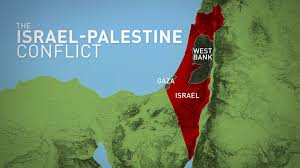 THE
ISRAEL-PALESTINE
CONFLICT
WEST
BANK
GAZA
ISRAEL